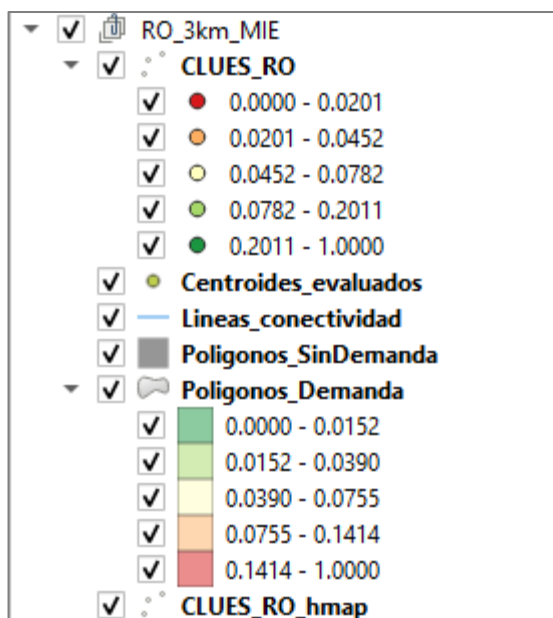 RO_3km_MIE
CLUES_RO
0.0000 - 0.0201
0.0201 - 0.0452
0.0452 - 0.0782
0.0782 - 0.2011
0.2011 - 1.0000
Centroides_evaluados
Lineas_conectividad
Poligonos_SinDemanda
Poligonos_Demanda
0.0000 - 0.0152
0.0152 - 0.0390
0.0390 - 0.0755
0.0755 - 0.1414
0.1414 - 1.0000
CLUES_RO_hmap